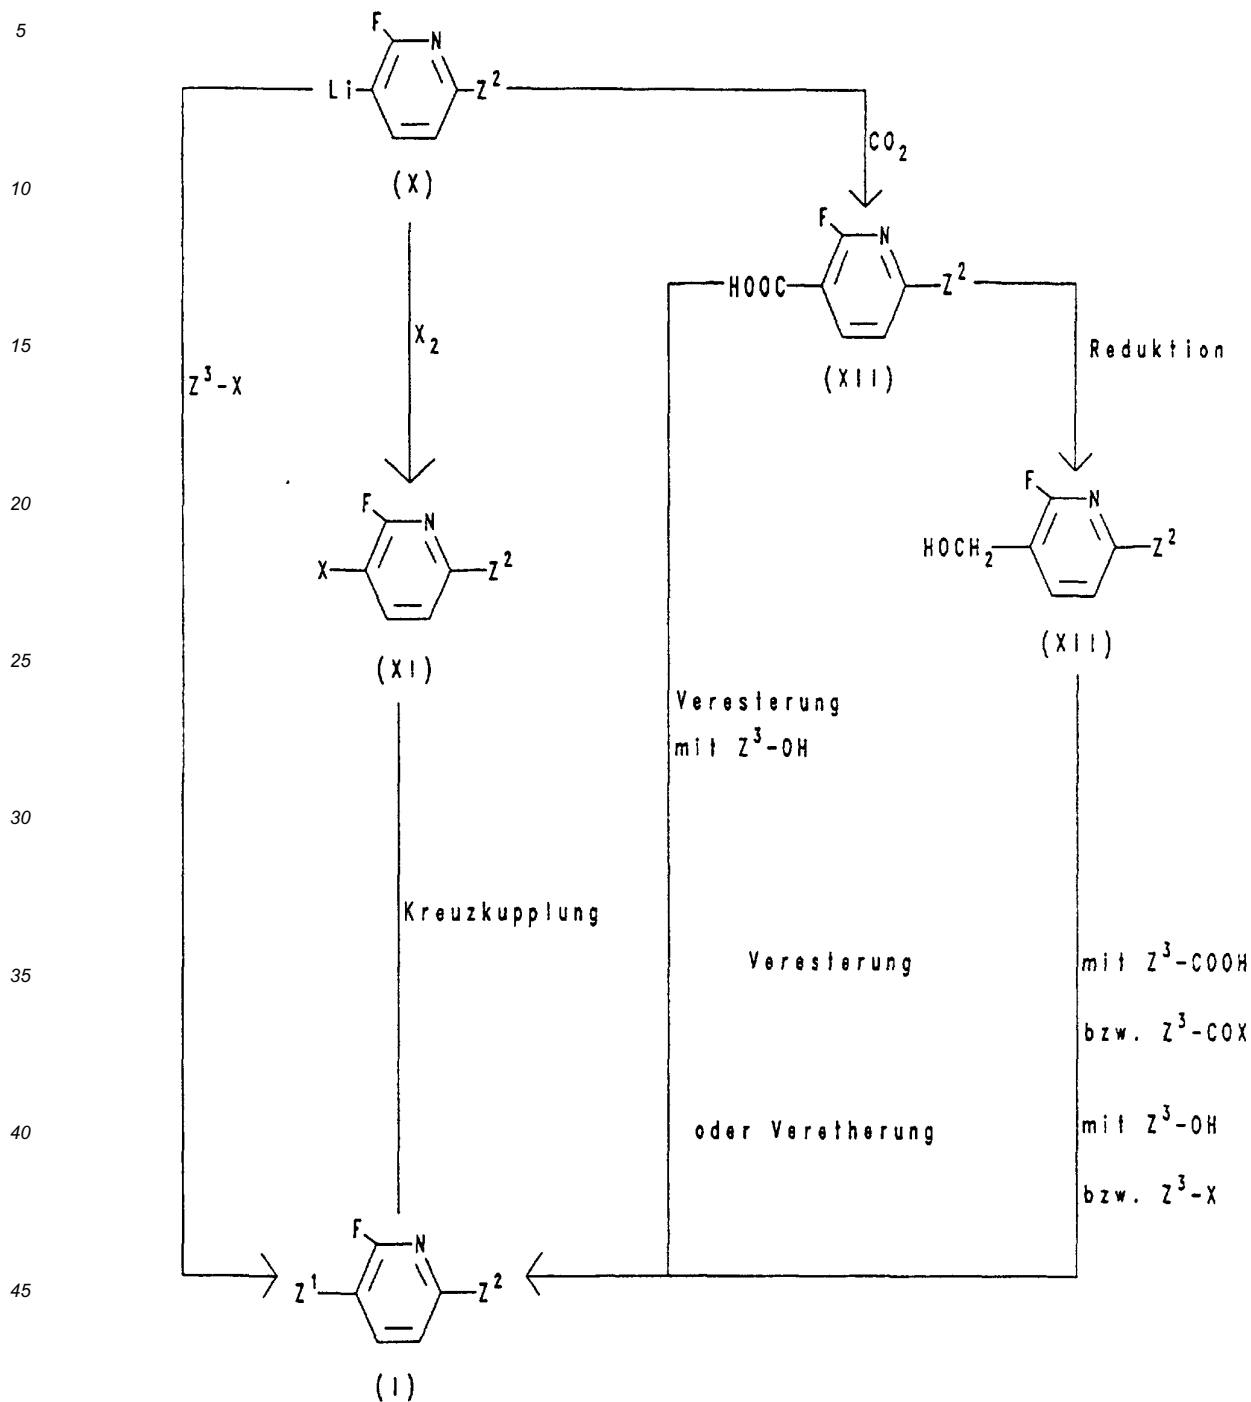 5
F N
Li Z²
CO₂
(X)
10
F N
HOOC Z²
X₂
15
Reduktion
Z³-X
(XII)
F N
20
F N
HOCH₂ Z²
X Z²
(XII)
25
(XI)
Veresterung
mit Z³-OH
30
Kreuzkupplung
35
Veresterung mit Z³-COOH
bzw. Z³-COX
40
oder Veretherung mit Z³-OH
bzw. Z³-X
F N
45
Z¹ Z²
(I)